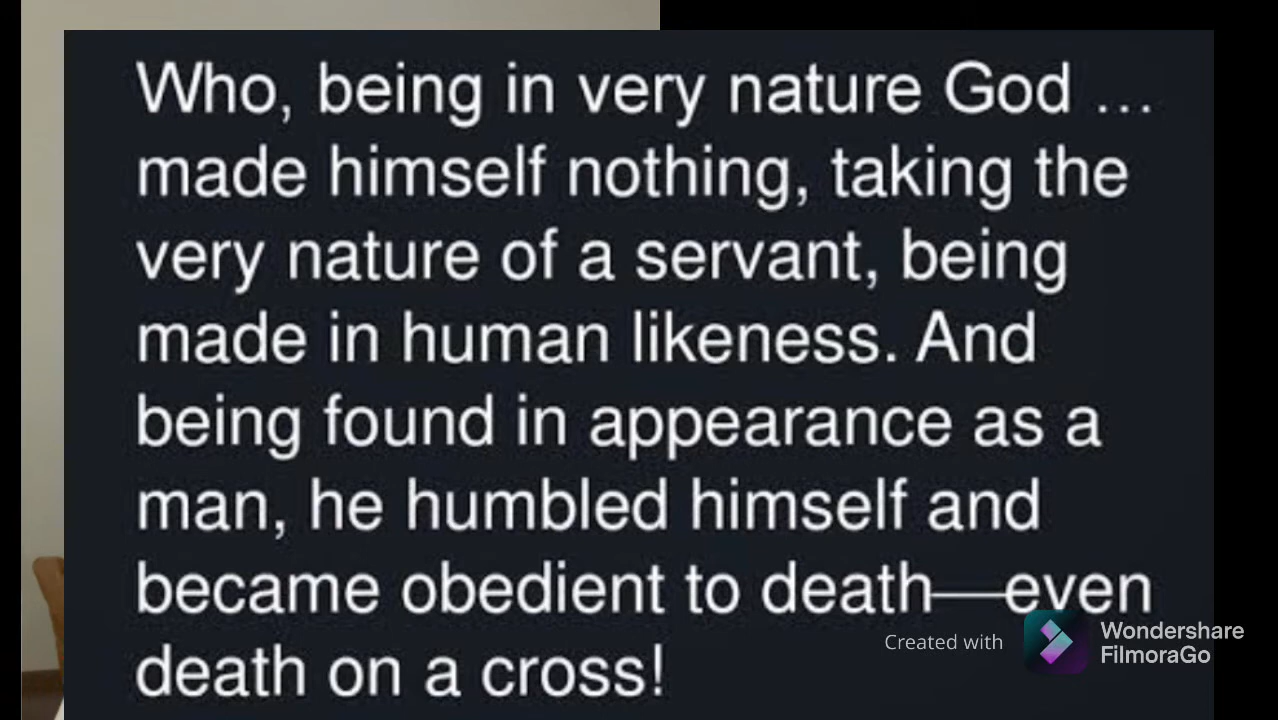 Who, being in very nature God ...
made himself nothing, taking the
very nature of a servant, being
made in human likeness. And
being found in appearance as a
man, he humbled himself and
became obedient to death—even
death on a cross!
Created with
Wondershare
FilmoraGo